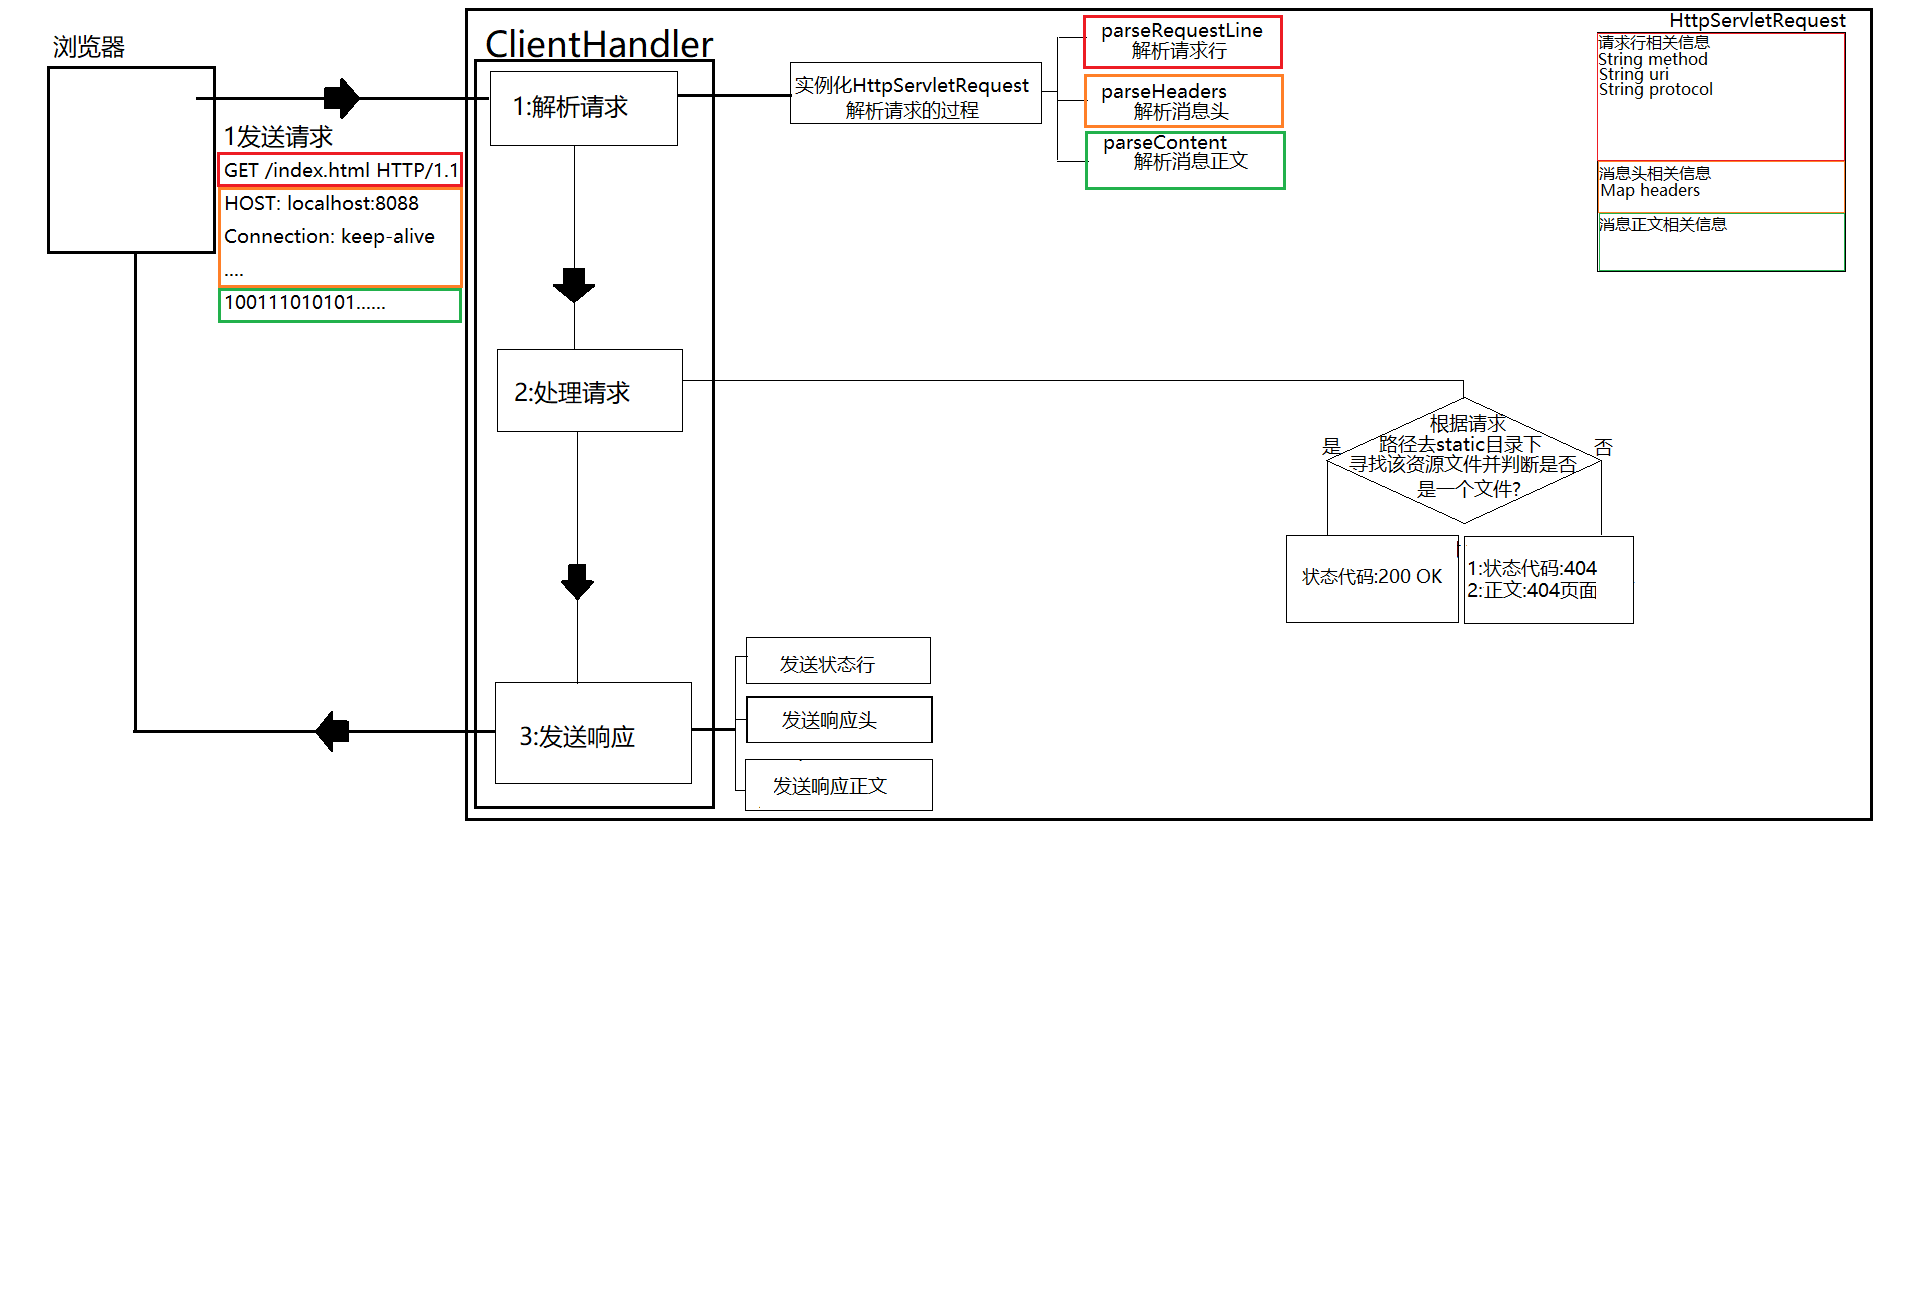 浏览器
1发送请求
GET /index.html HTTP/1.1
HOST: localhost:8088
Connection: keep-alive
....
100111010101......
ClientHandler
1:解析请求
2:处理请求
3:发送响应
实例化HttpServletRequest
解析请求的过程
parseRequestLine
解析请求行
parseHeaders
解析消息头
parseContent
解析消息正文
HttpServletRequest
请求行相关信息
String method
String uri
String protocol
消息头相关信息
Map headers
消息正文相关信息
根据请求
路径去static目录下
寻找该资源文件并判断是否
是一个文件?
是
否
状态代码:200 OK
1:状态代码:404
2:正文:404页面
发送状态行
发送响应头
发送响应正文